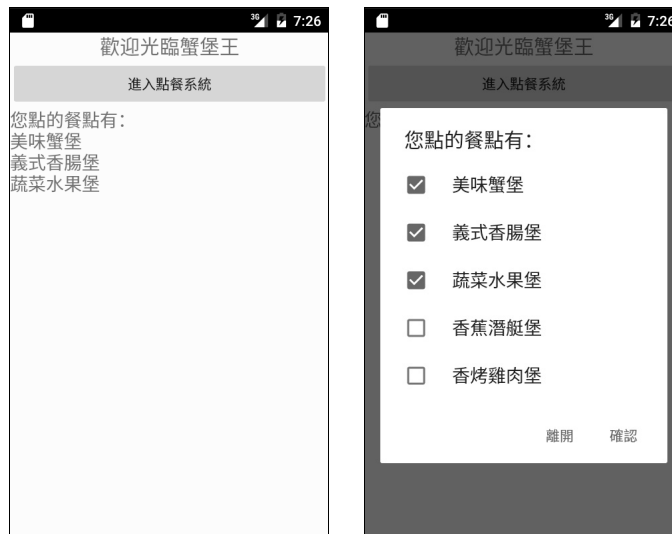 3G 7:26
歡迎光臨蟹堡王
進入點餐系統
您點的餐點有:
美味蟹堡
義式香腸堡
蔬菜水果堡
3G 7:26
歡迎光臨蟹堡王
進入點餐系統
您
您點的餐點有:
美味蟹堡
義式香腸堡
蔬菜水果堡
香蕉潛艇堡
香烤雞肉堡
離開 確認